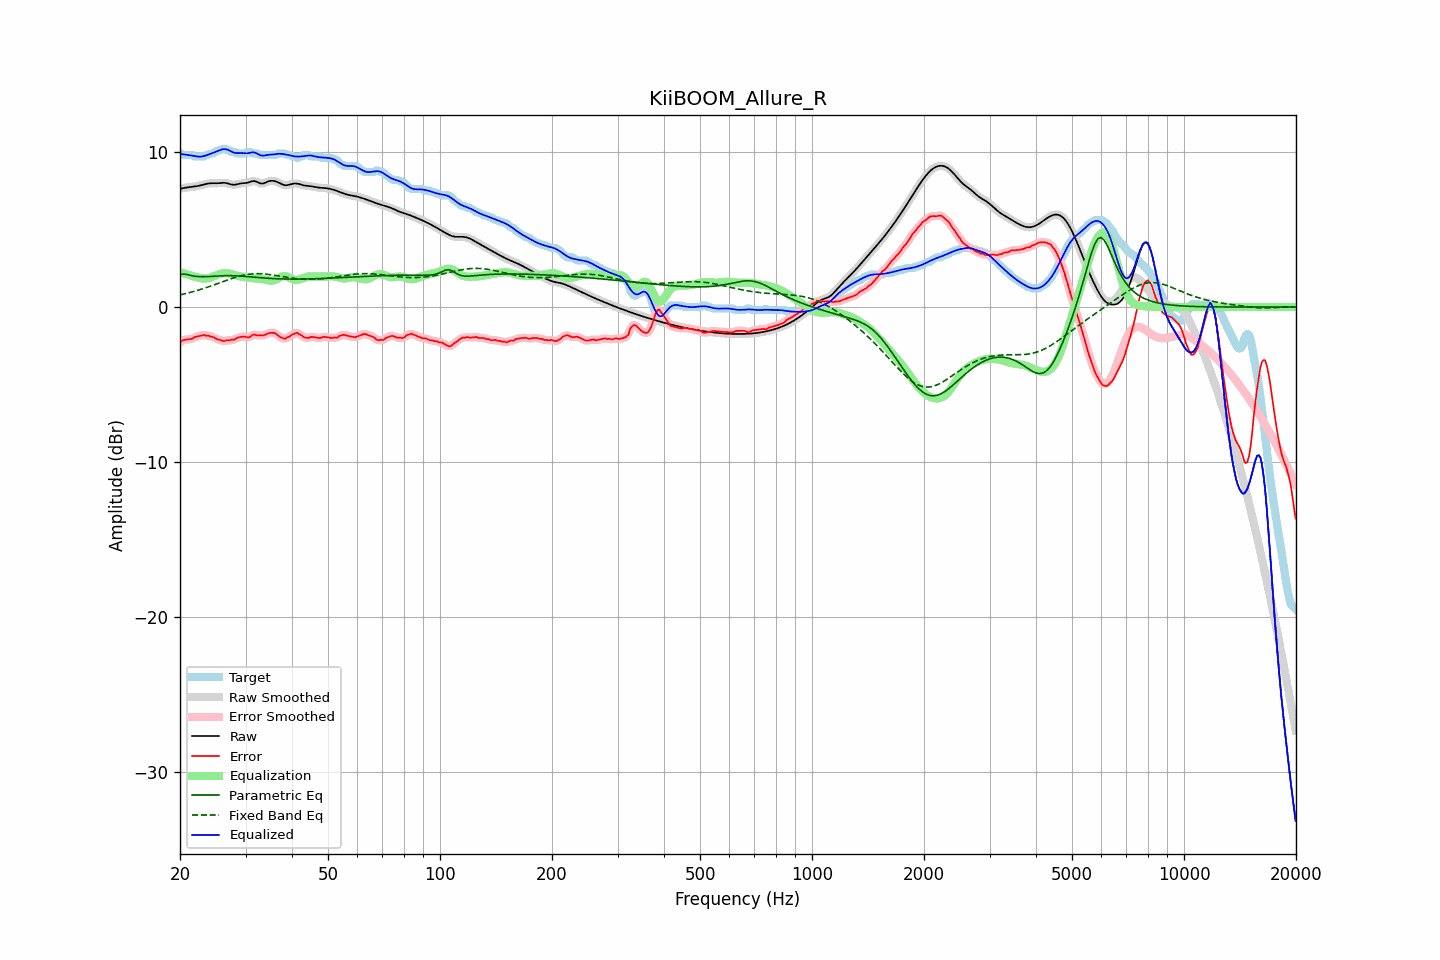 KiiBOOM_Allure_R
10
0
−10
−20
−30
Amplitude (dBr)
Target
Raw Smoothed
Error Smoothed
Raw
Error
Equalization
Parametric Eq
Fixed Band Eq
Equalized
20 50 100 200 500 1000 2000 5000 10000 20000
Frequency (Hz)